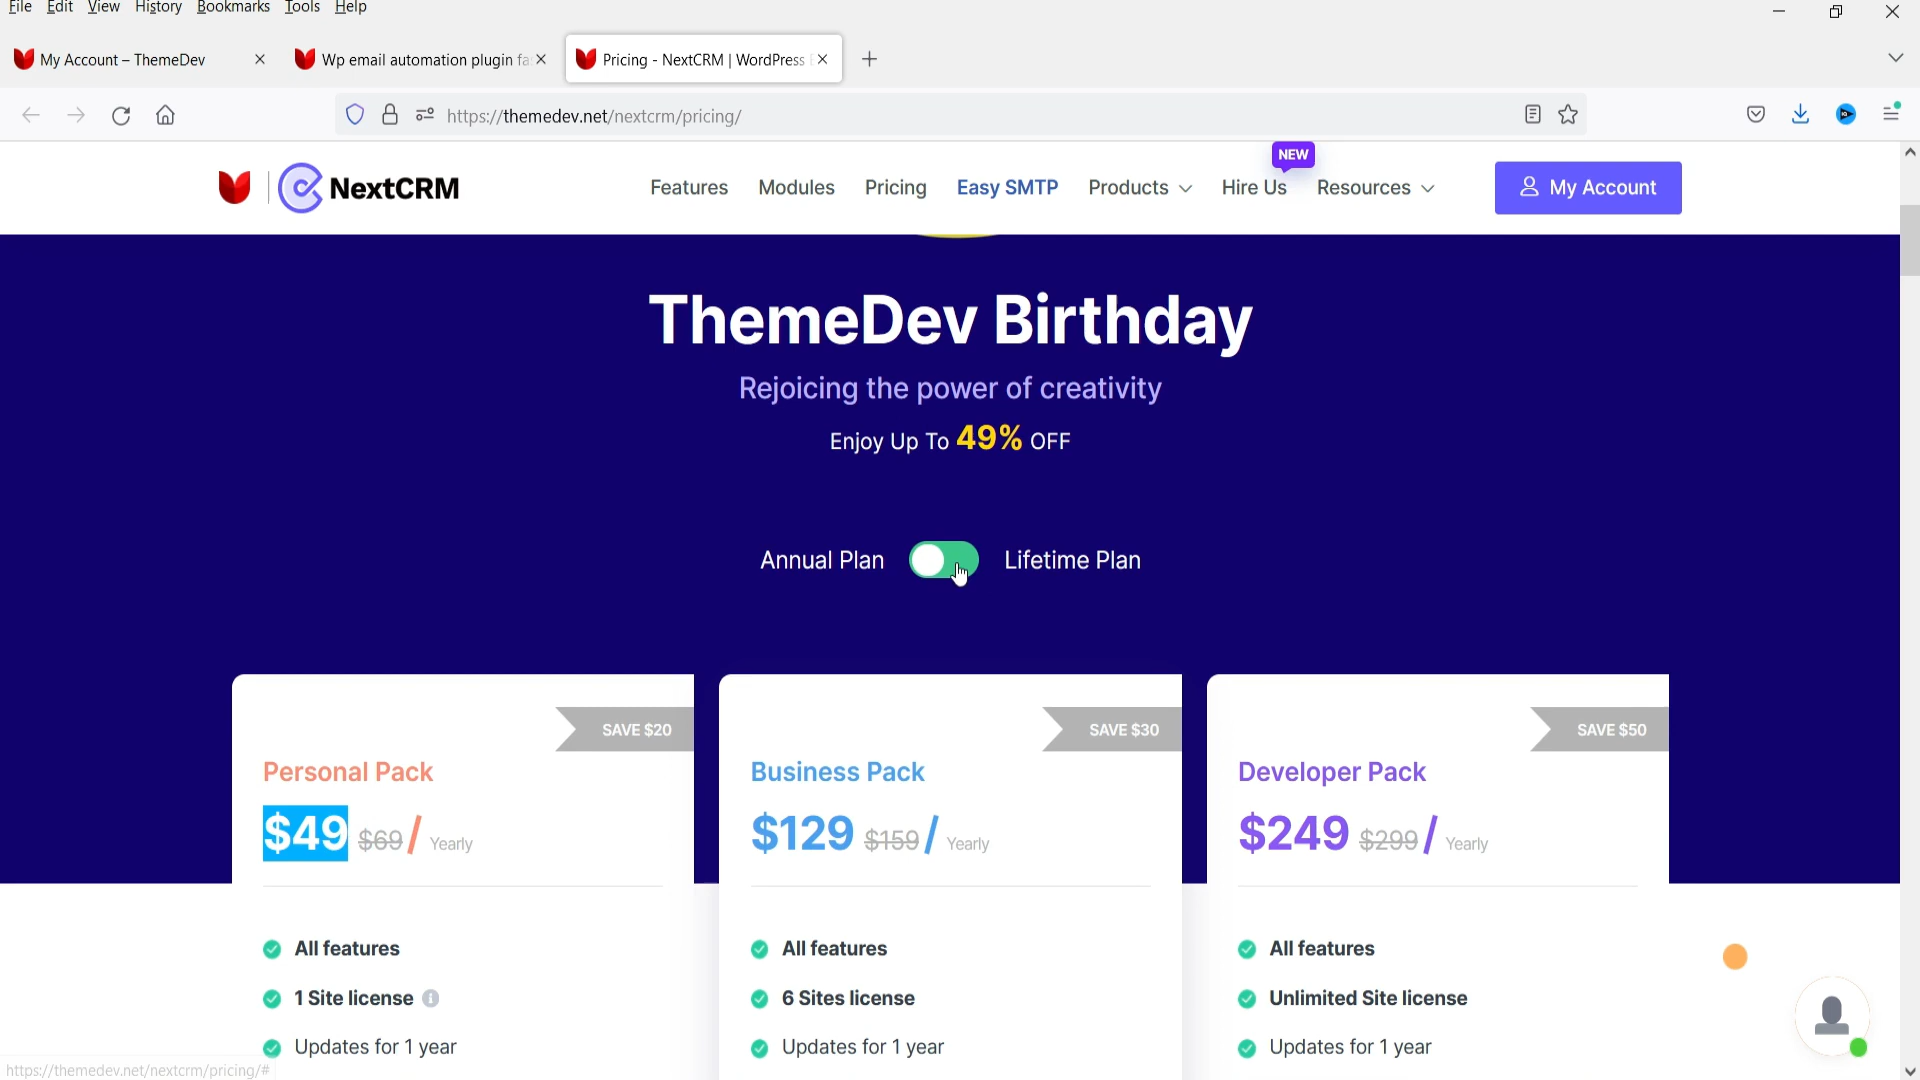 File Edit View History Bookmarks Tools Help
My Account – ThemeDev
Wp email automation plugin fa
Pricing - NextCRM | WordPress
https://themedev.net/nextcrm/pricing/
NextCRM
Features
Modules
Pricing
Easy SMTP
Products
NEW
Hire Us
Resources
My Account
ThemeDev Birthday
Rejoicing the power of creativity
Enjoy Up To 49% OFF
Annual Plan
Lifetime Plan
SAVE $20
Personal Pack
$49 $69 / Yearly
All features
1 Site license
Updates for 1 year
SAVE $30
Business Pack
$129 $159 / Yearly
All features
6 Sites license
Updates for 1 year
SAVE $50
Developer Pack
$249 $299 / Yearly
All features
Unlimited Site license
Updates for 1 year
https://themedev.net/nextcrm/pricing/#